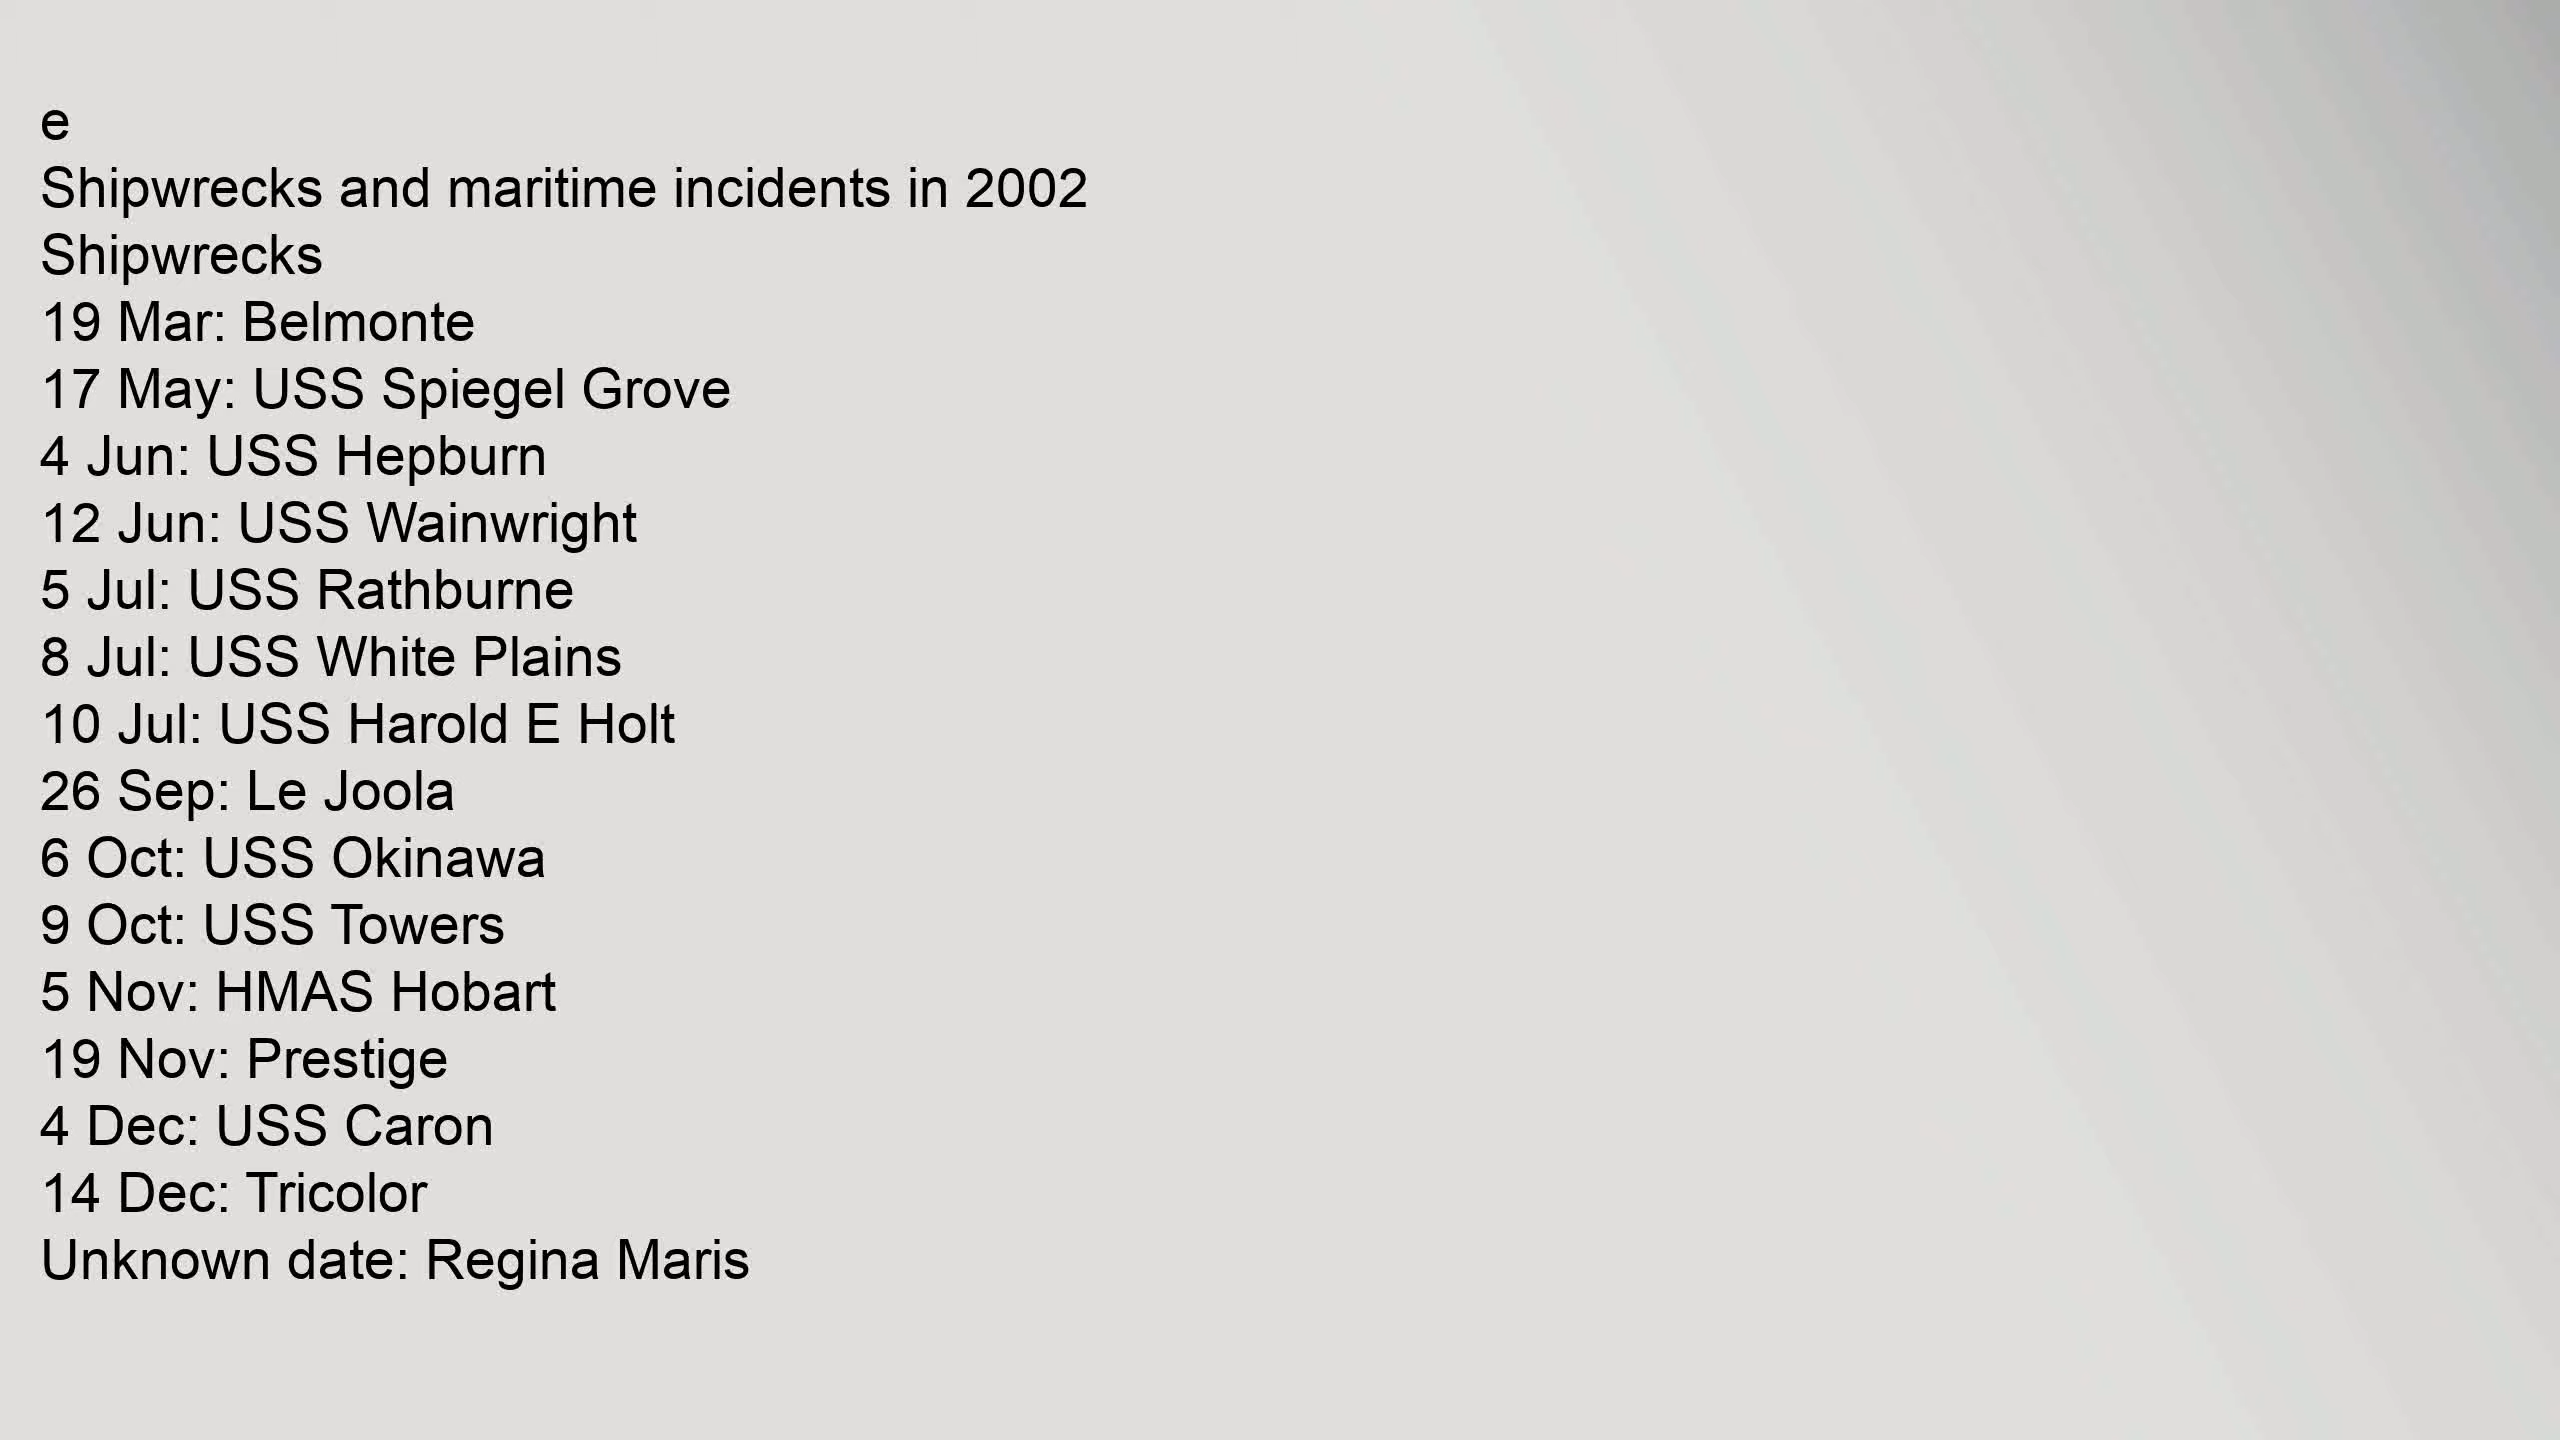 e
Shipwrecks and maritime incidents in 2002
Shipwrecks
19 Mar: Belmonte
17 May: USS Spiegel Grove
4 Jun: USS Hepburn
12 Jun: USS Wainwright
5 Jul: USS Rathburne
8 Jul: USS White Plains
10 Jul: USS Harold E Holt
26 Sep: Le Joola
6 Oct: USS Okinawa
9 Oct: USS Towers
5 Nov: HMAS Hobart
19 Nov: Prestige
4 Dec: USS Caron
14 Dec: Tricolor
Unknown date: Regina Maris